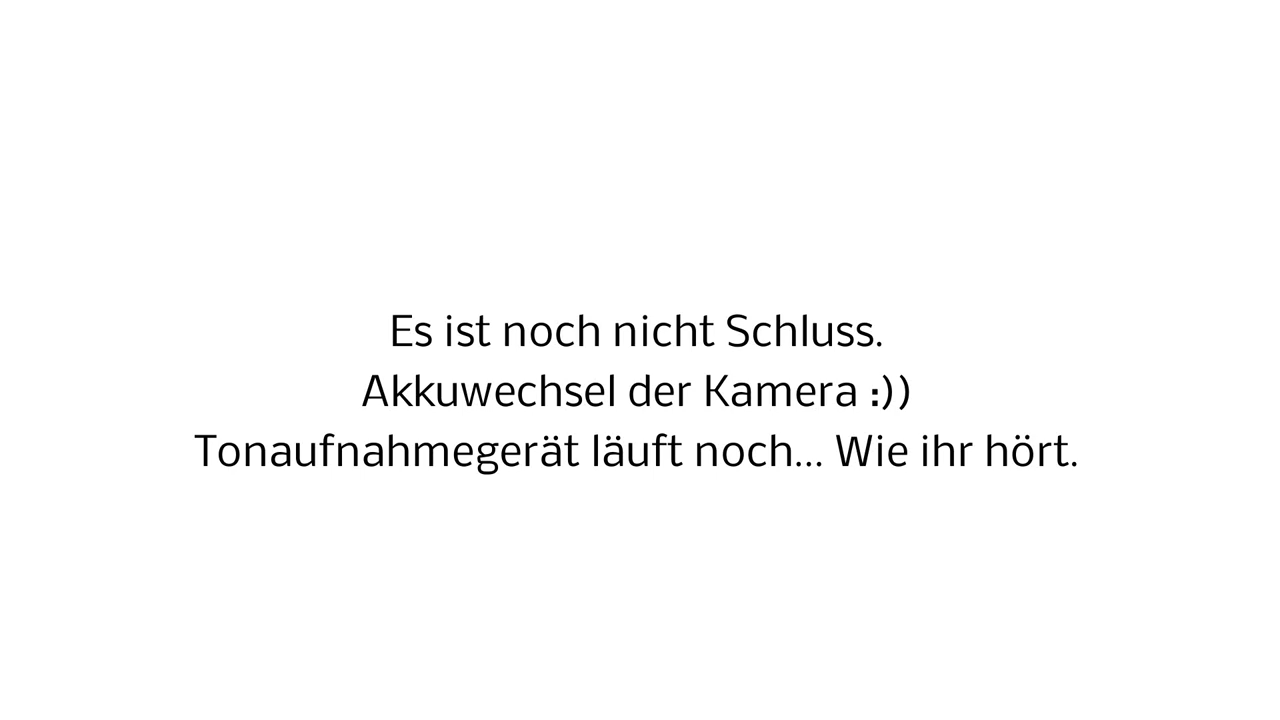 Es ist noch nicht Schluss.
Akkuwechsel der Kamera :))
Tonaufnahmegerät läuft noch... Wie ihr hört.